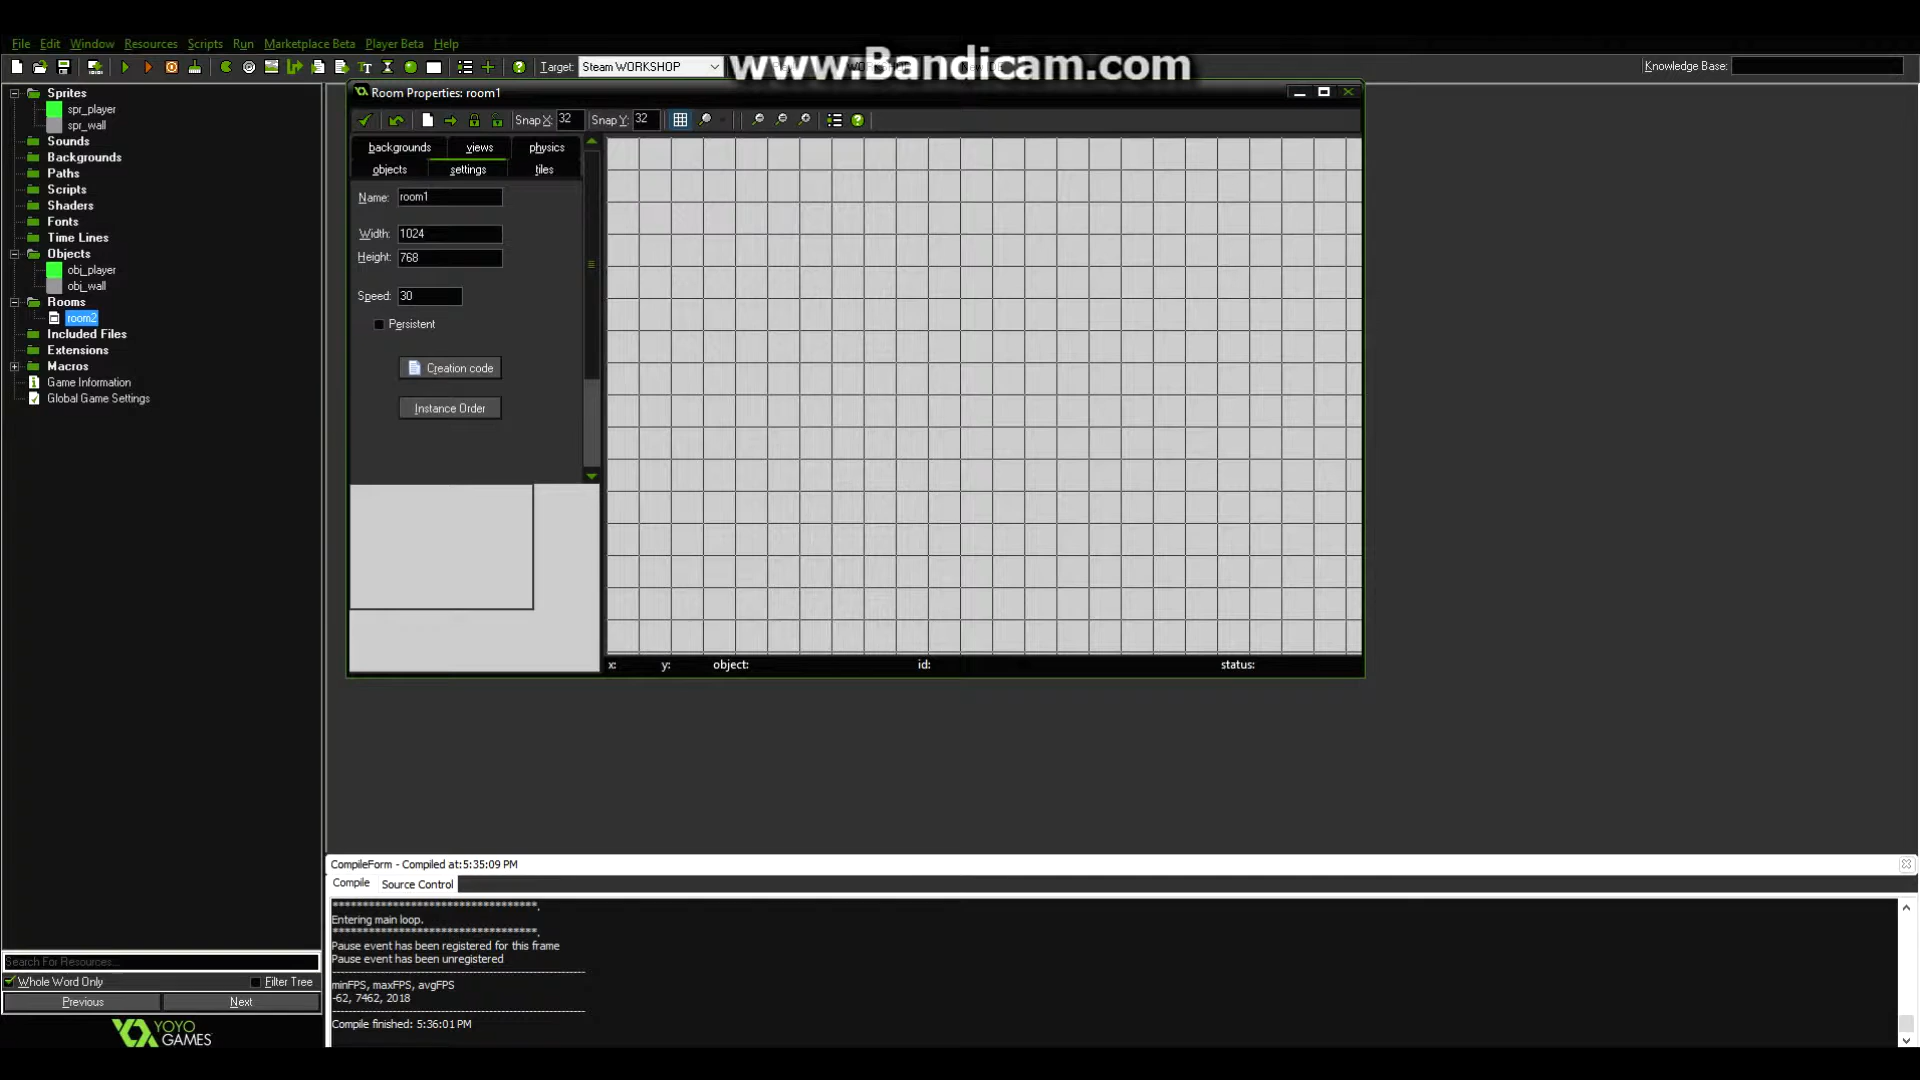 www.Bandicam.com
File Edit Window Resources Scripts Run Marketplace Beta Player Beta Help
Target: Steam WORKSHOP
Knowledge Base:
Sprites
spr_player
spr_wall
Sounds
Backgrounds
Paths
Scripts
Shaders
Fonts
Time Lines
Objects
obj_player
obj_wall
Rooms
room2
Included Files
Extensions
Macros
Game Information
Global Game Settings
Search For Resources...
Whole Word Only Filter Tree
Previous Next
YOYO
GAMES
Room Properties: room1
Snap X: 32 Snap Y: 32
backgrounds views physics
objects settings tiles
Name: room1
Width: 1024
Height: 768
Speed: 30
Persistent
Creation code
Instance Order
x: y: object: id: status:
CompileForm - Compiled at:5:35:09 PM
Compile Source Control
**********************************.
Entering main loop.
**********************************.
Pause event has been registered for this frame
Pause event has been unregistered
----------------------------------------------------------------
minFPS, maxFPS, avgFPS
-62, 7462, 2018
----------------------------------------------------------------
Compile finished: 5:36:01 PM